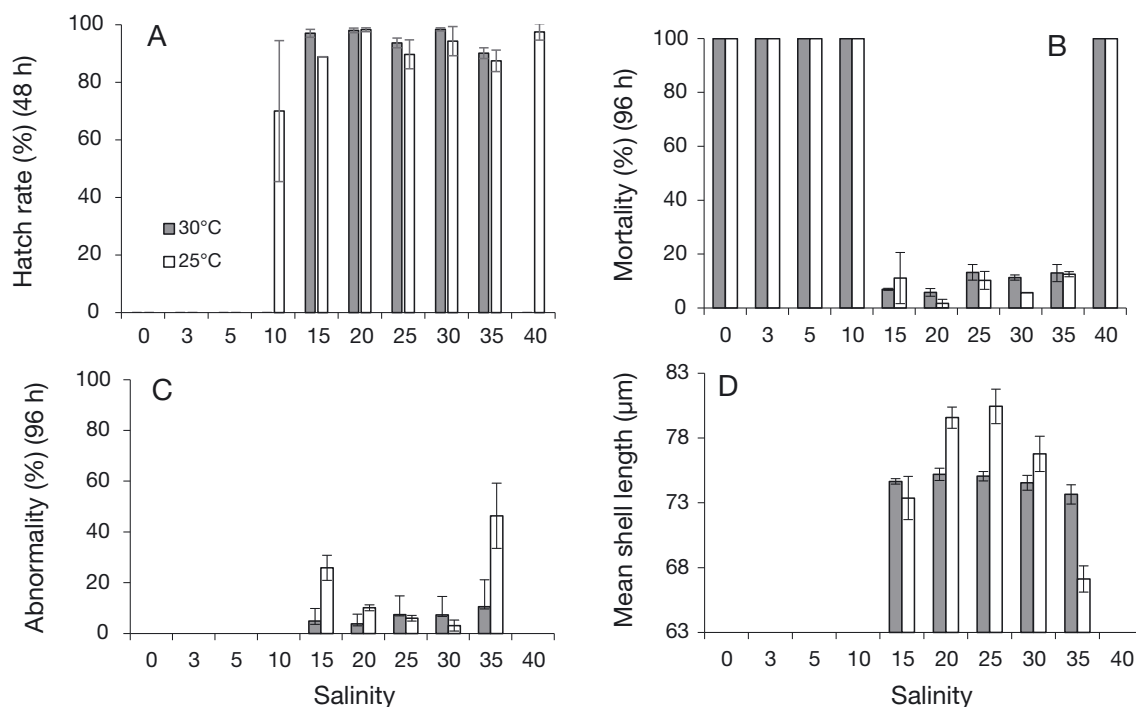 A
Hatch rate (%) (48 h)
100
80
60
40
20
0
30°C
25°C
0 3 5 10 15 20 25 30 35 40
B
Mortality (%) (96 h)
100
80
60
40
20
0
0 3 5 10 15 20 25 30 35 40
C
Abnormality (%) (96 h)
100
80
60
40
20
0
0 3 5 10 15 20 25 30 35 40
Salinity
D
Mean shell length (µm)
83
78
73
68
63
0 3 5 10 15 20 25 30 35 40
Salinity